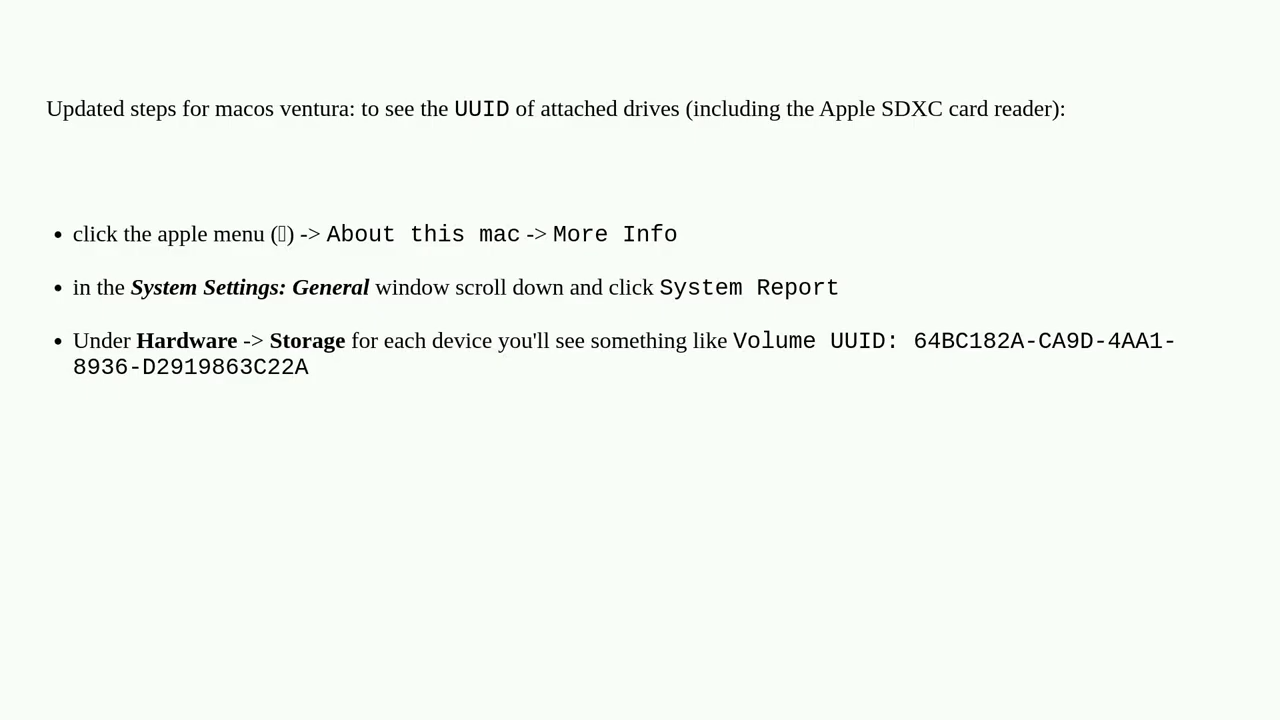 Updated steps for macos ventura: to see the UUID of attached drives (including the Apple SDXC card reader):
• click the apple menu () -> About this mac -> More Info
• in the System Settings: General window scroll down and click System Report
• Under Hardware -> Storage for each device you'll see something like Volume UUID: 64BC182A-CA9D-4AA1-
8936-D2919863C22A